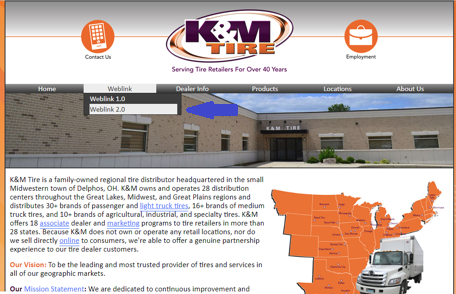 K&M
TIRE
Serving Tire Retailers For Over 40 Years
Contact Us
Employment
Home Weblink Dealer Info Products Locations About Us
Weblink 1.0
Weblink 2.0
K&M TIRE
K&M Tire is a family-owned regional tire distributor headquartered in the small
Midwestern town of Delphos, OH. K&M owns and operates 28 distribution
centers throughout the Great Lakes, Midwest, and Great Plains regions and
distributes 30+ brands of passenger and light truck tires, 16+ brands of medium
truck tires, and 10+ brands of agricultural, industrial, and specialty tires. K&M
offers 18 associate dealer and marketing programs to tire retailers in more than
28 states. Because K&M does not own or operate any retail locations, nor do
we sell directly online to consumers, we're able to offer a genuine partnership
experience to our tire dealer customers.
Our Vision: To be the leading and most trusted provider of tires and services in
all of our geographic markets.
Our Mission Statement: We are dedicated to continuous improvement and